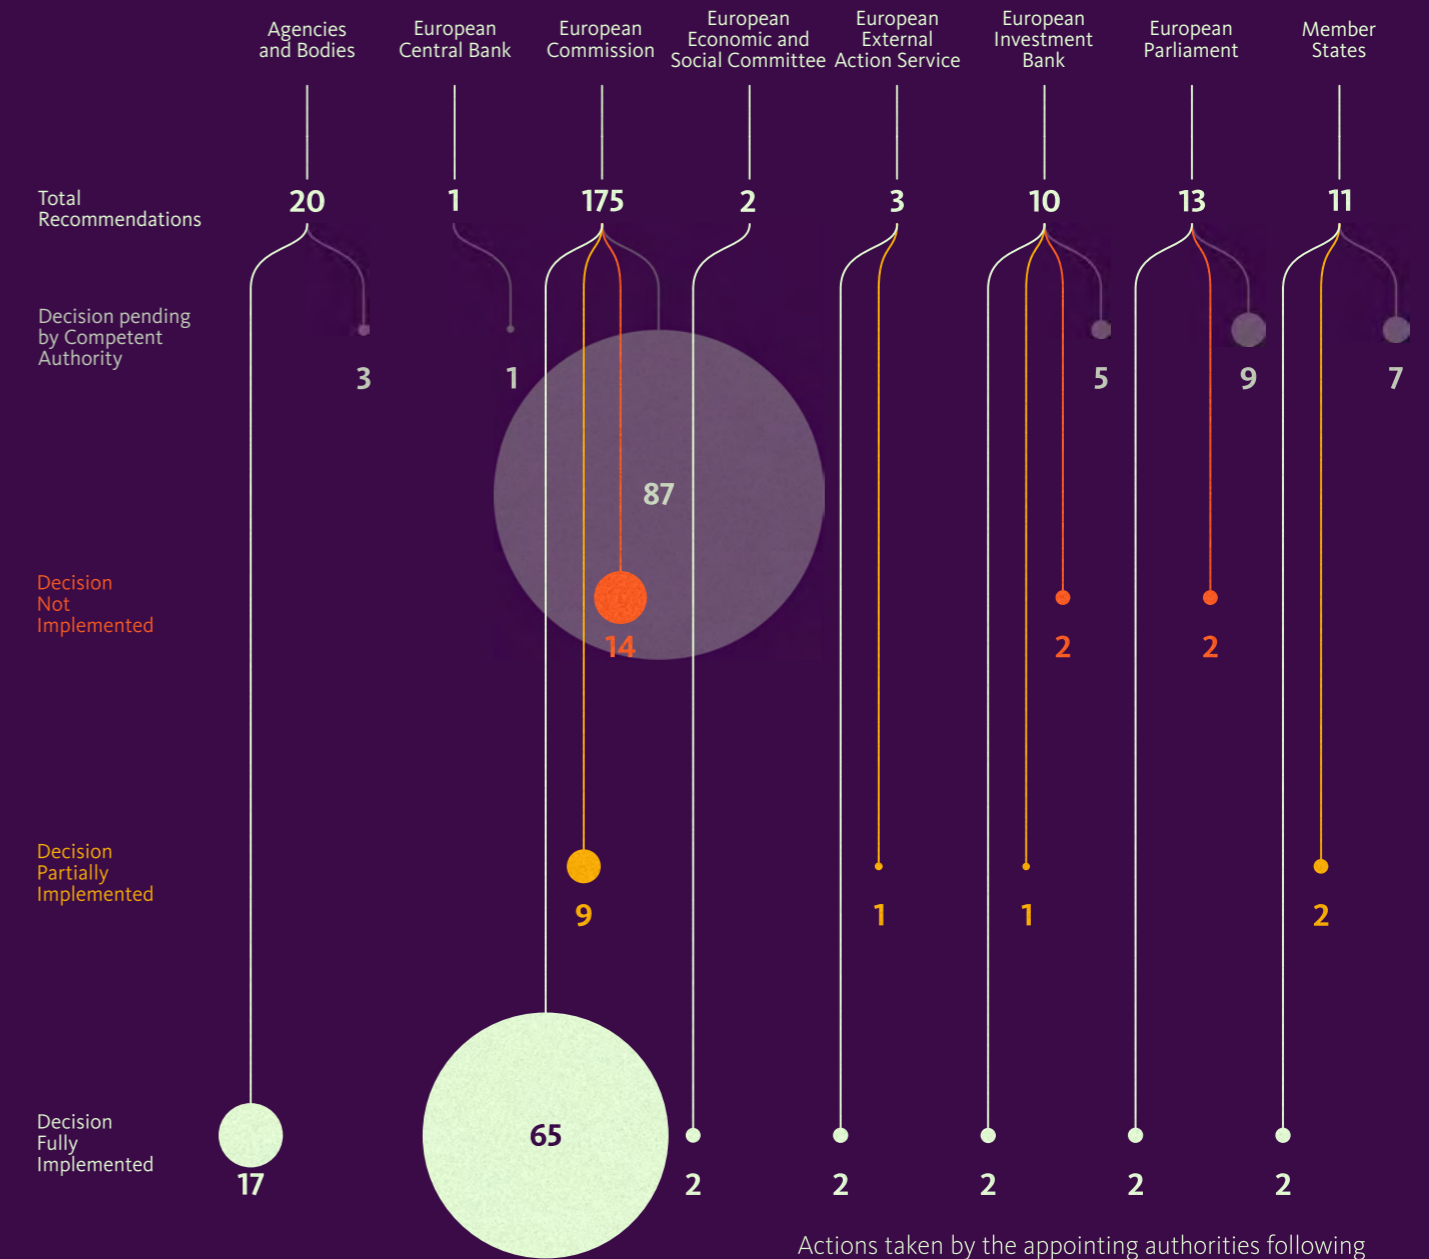 Agencies
and Bodies
European
Central Bank
European
Commission
European
Economic and
Social Committee
European
External
Action Service
European
Investment
Bank
European
Parliament
Member
States
Total
Recommendations
20
1
175
2
3
10
13
11
Decision pending
by Competent
Authority
3
1
87
5
9
7
Decision
Not
Implemented
14
2
2
Decision
Partially
Implemented
9
1
1
2
Decision
Fully
Implemented
17
65
2
2
2
2
2
Actions taken by the appointing authorities following